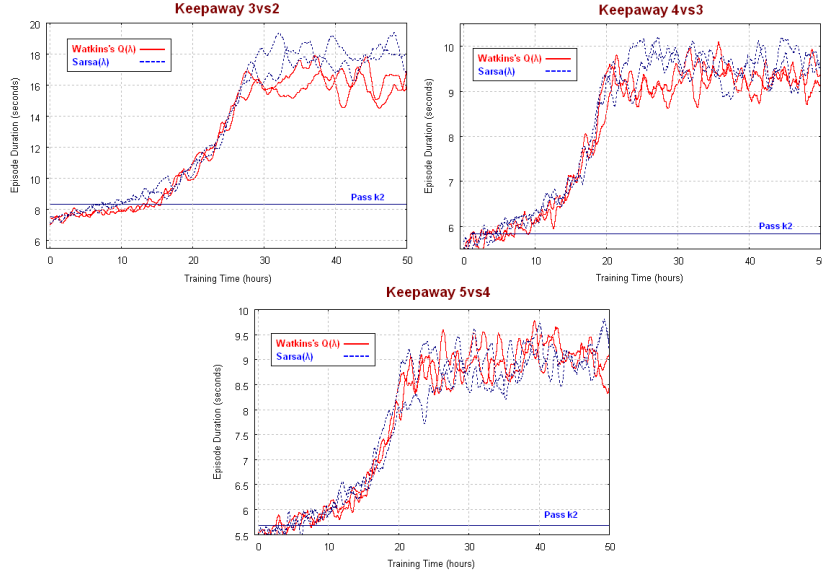 Keepaway 3vs2
20
18
16
14
12
10
8
6
Episode Duration (seconds)
Watkins's Q(λ)
Sarsa(λ)
Pass k2
0 10 20 30 40 50
Training Time (hours)
Keepaway 4vs3
10
9
8
7
6
Episode Duration (seconds)
Watkins's Q(λ)
Sarsa(λ)
Pass k2
0 10 20 30 40 50
Training Time (hours)
Keepaway 5vs4
10
9.5
9
8.5
8
7.5
7
6.5
6
5.5
Episode Duration (seconds)
Watkins's Q(λ)
Sarsa(λ)
Pass k2
0 10 20 30 40 50
Training Time (hours)